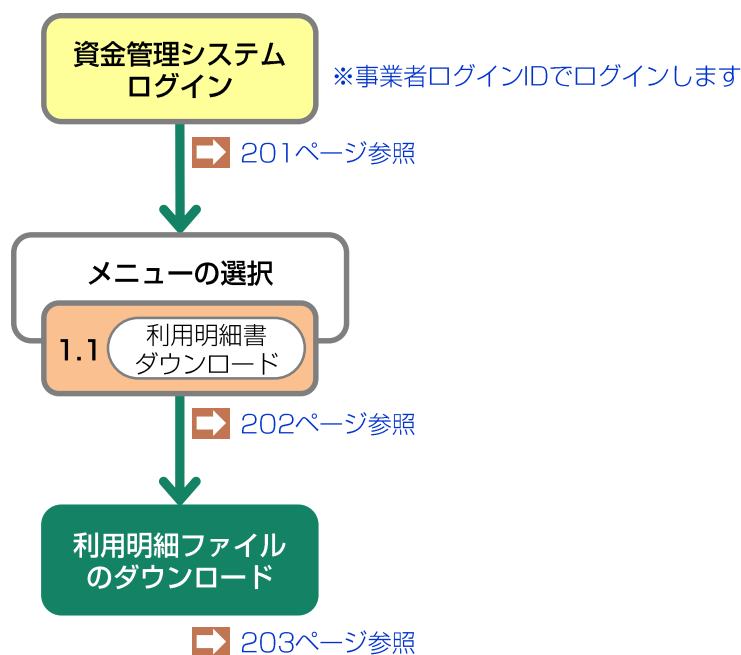 資金管理システム
ログイン
※事業者ログインIDでログインします
201ページ参照
メニューの選択
1.1
利用明細書
ダウンロード
202ページ参照
利用明細ファイル
のダウンロード
203ページ参照